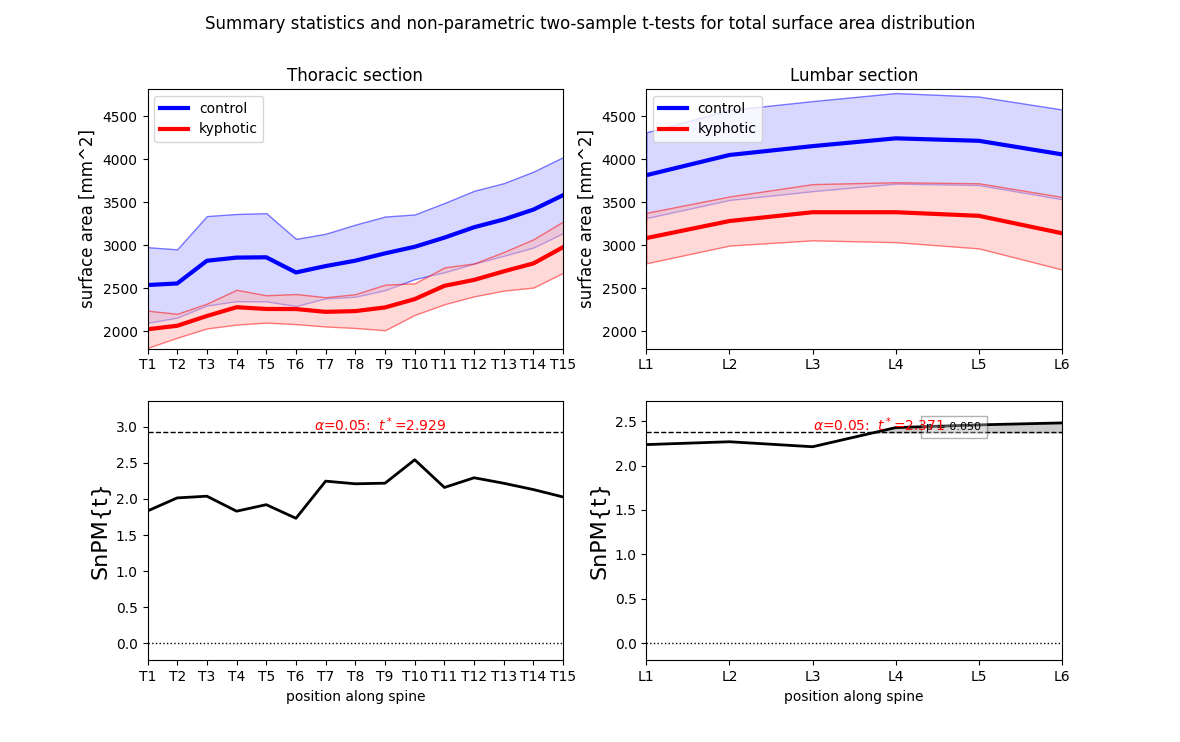 Summary statistics and non-parametric two-sample t-tests for total surface area distribution
Thoracic section
control
kyphotic
surface area [mm^2]
4500
4000
3500
3000
2500
2000
T1 T2 T3 T4 T5 T6 T7 T8 T9 T10 T11 T12 T13 T14 T15
Lumbar section
control
kyphotic
surface area [mm^2]
4500
4000
3500
3000
2500
2000
L1 L2 L3 L4 L5 L6
α=0.05: t*=2.929
SnPM{t}
3.0
2.5
2.0
1.5
1.0
0.5
0.0
T1 T2 T3 T4 T5 T6 T7 T8 T9 T10 T11 T12 T13 T14 T15
position along spine
α=0.05: t*=2.371
0.050
SnPM{t}
2.5
2.0
1.5
1.0
0.5
0.0
L1 L2 L3 L4 L5 L6
position along spine